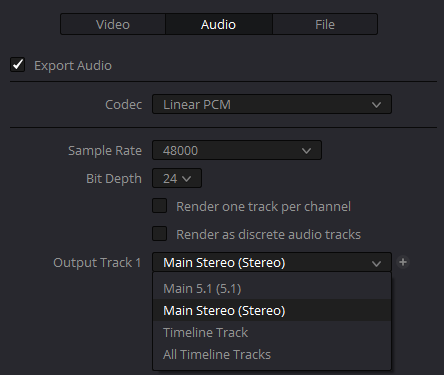 Video Audio File
Export Audio
Codec Linear PCM
Sample Rate 48000
Bit Depth 24
Render one track per channel
Render as discrete audio tracks
Output Track 1 Main Stereo (Stereo)
Main 5.1 (5.1)
Main Stereo (Stereo)
Timeline Track
All Timeline Tracks